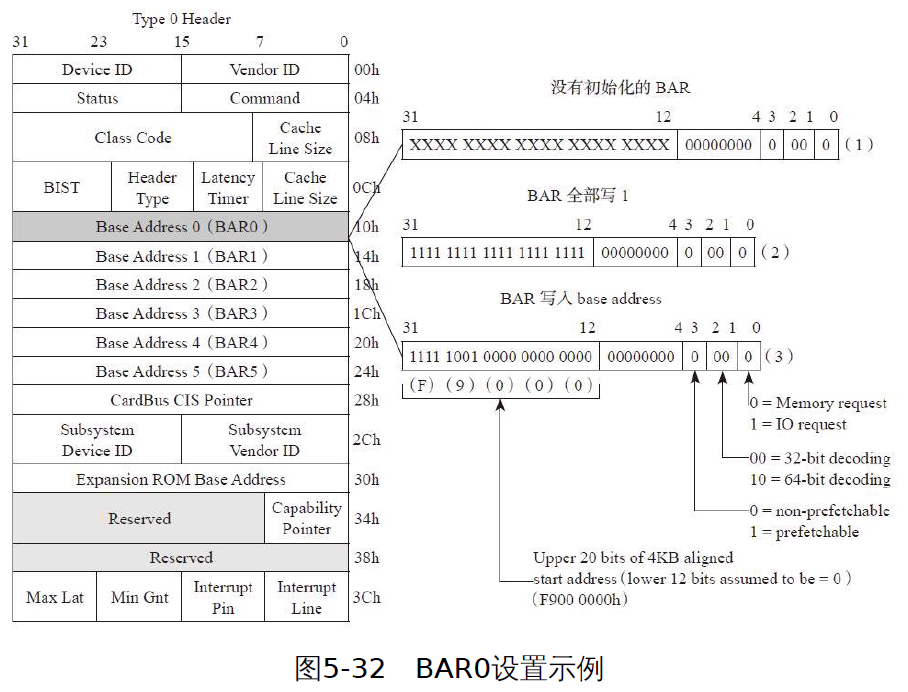 Type 0 Header
31 23 15 7 0
Device ID Vendor ID 00h
Status Command 04h
Class Code Cache Line Size 08h
BIST Header Type Latency Timer Cache Line Size 0Ch
Base Address 0（BAR0） 10h
Base Address 1（BAR1） 14h
Base Address 2（BAR2） 18h
Base Address 3（BAR3） 1Ch
Base Address 4（BAR4） 20h
Base Address 5（BAR5） 24h
CardBus CIS Pointer 28h
Subsystem Device ID Subsystem Vendor ID 2Ch
Expansion ROM Base Address 30h
Reserved Capability Pointer 34h
Reserved 38h
Max Lat Min Gnt Interrupt Pin Interrupt Line 3Ch
没有初始化的 BAR
31 12 4 3 2 1 0
XXXX XXXX XXXX XXXX XXXX 00000000 0 00 0（1）
BAR 全部写 1
31 12 4 3 2 1 0
1111 1111 1111 1111 1111 00000000 0 00 0（2）
BAR 写入 base address
31 12 4 3 2 1 0
1111 1001 0000 0000 0000 00000000 0 00 0（3）
（F）（9）（0）（0）（0）
0 = Memory request
1 = IO request
00 = 32-bit decoding
10 = 64-bit decoding
0 = non-prefetchable
1 = prefetchable
Upper 20 bits of 4KB aligned
start address（lower 12 bits assumed to be = 0）
（F900 0000h）
图5-32 BAR0设置示例